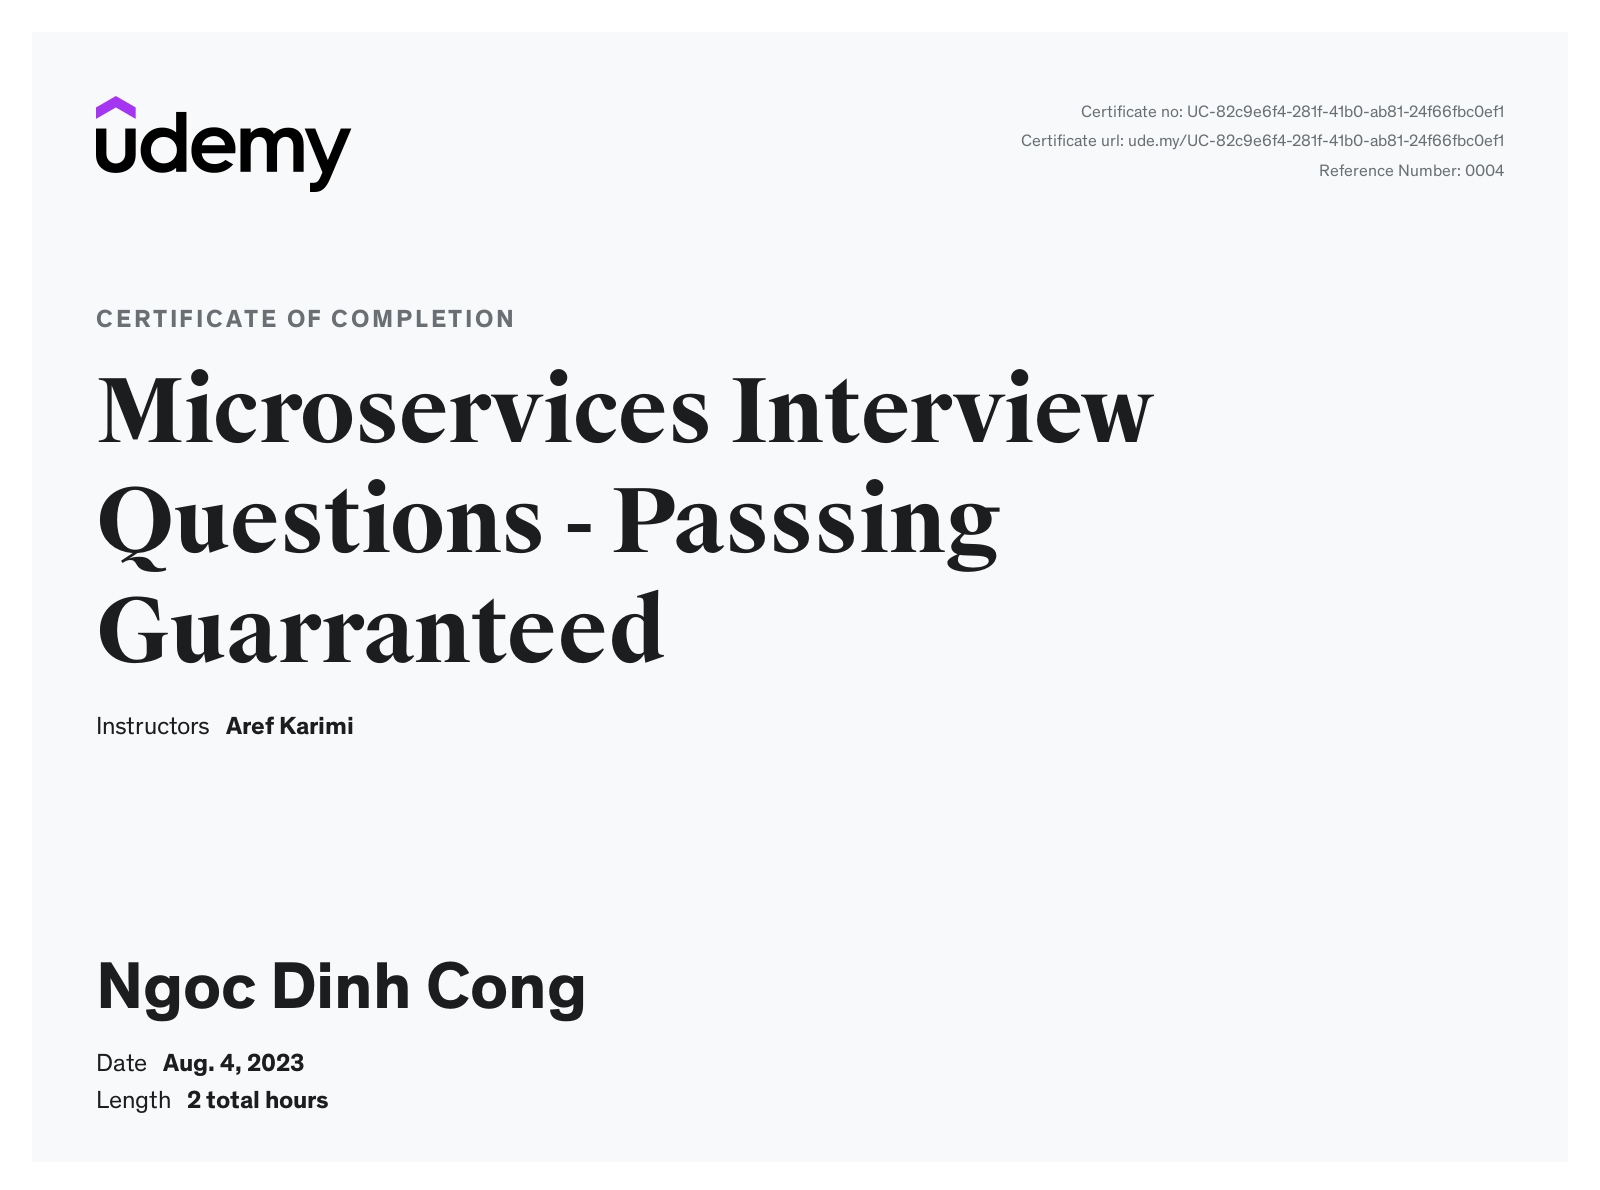 udemy
Certificate no: UC-82c9e6f4-281f-41b0-ab81-24f66fbc0ef1
Certificate url: ude.my/UC-82c9e6f4-281f-41b0-ab81-24f66fbc0ef1
Reference Number: 0004
CERTIFICATE OF COMPLETION
Microservices Interview
Questions - Passsing
Guarranteed
Instructors Aref Karimi
Ngoc Dinh Cong
Date Aug. 4, 2023
Length 2 total hours